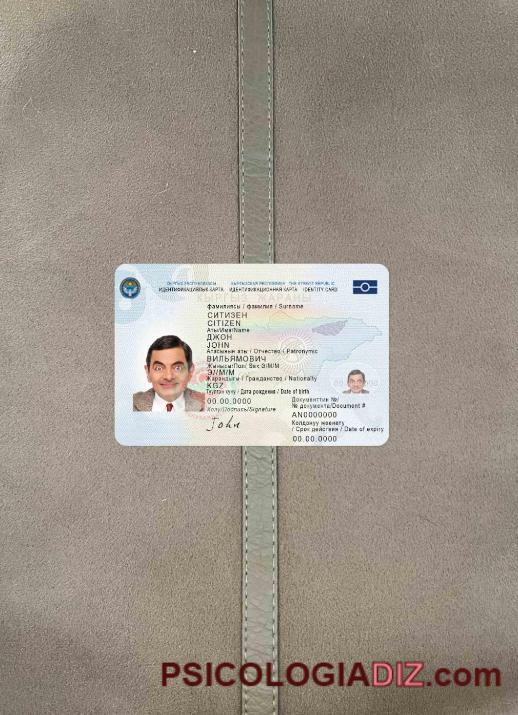 КЫРГЫЗ РЕСПУБЛИКАСЫ КЫРГЫЗСКАЯ РЕСПУБЛИКА THE KYRGYZ REPUBLIC
ИДЕНТИФИКАЦИЯЛЫК КАРТА ИДЕНТИФИКАЦИОННАЯ КАРТА IDENTITY CARD
фамилиясы / фамилия / Surname
СИТИЗЕН
CITIZEN
Аты/Имя/Name
ДЖОН
JOHN
Атасынын аты / Отчество / Patronymic
ВИЛЬЯМОВИЧ
Жынысы/Пол/ Sex Э/М/М
Э//М/М
Жарандыгы / Гражданство / Nationality
KGZ
Туулган күнү / Дата рождения / Date of birth
00.00.0000
Колу/Подпись/Signature
John
Документтин №/
№ документа/Document #
AN0000000
Колдонуу мөөнөтү
/ Срок действия / Date of expiry
00.00.0000
PSICOLOGIADIZ.com